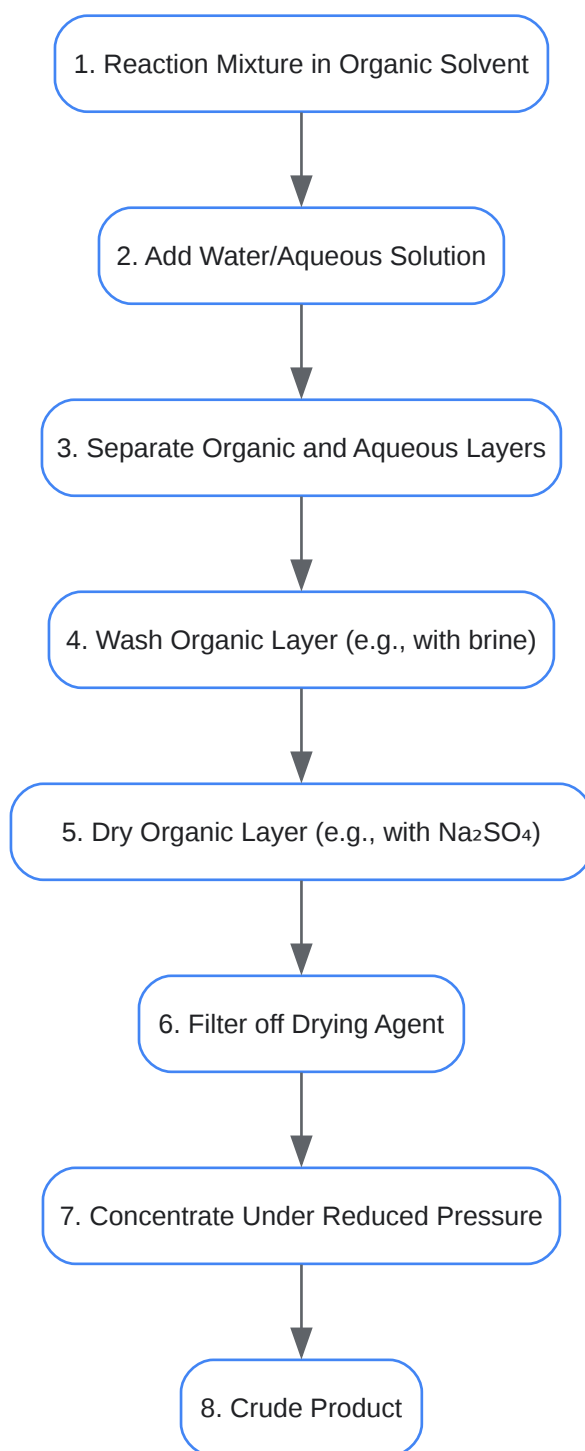 1. Reaction Mixture in Organic Solvent
2. Add Water/Aqueous Solution
3. Separate Organic and Aqueous Layers
4. Wash Organic Layer (e.g., with brine)
5. Dry Organic Layer (e.g., with Na₂SO₄)
6. Filter off Drying Agent
7. Concentrate Under Reduced Pressure
8. Crude Product